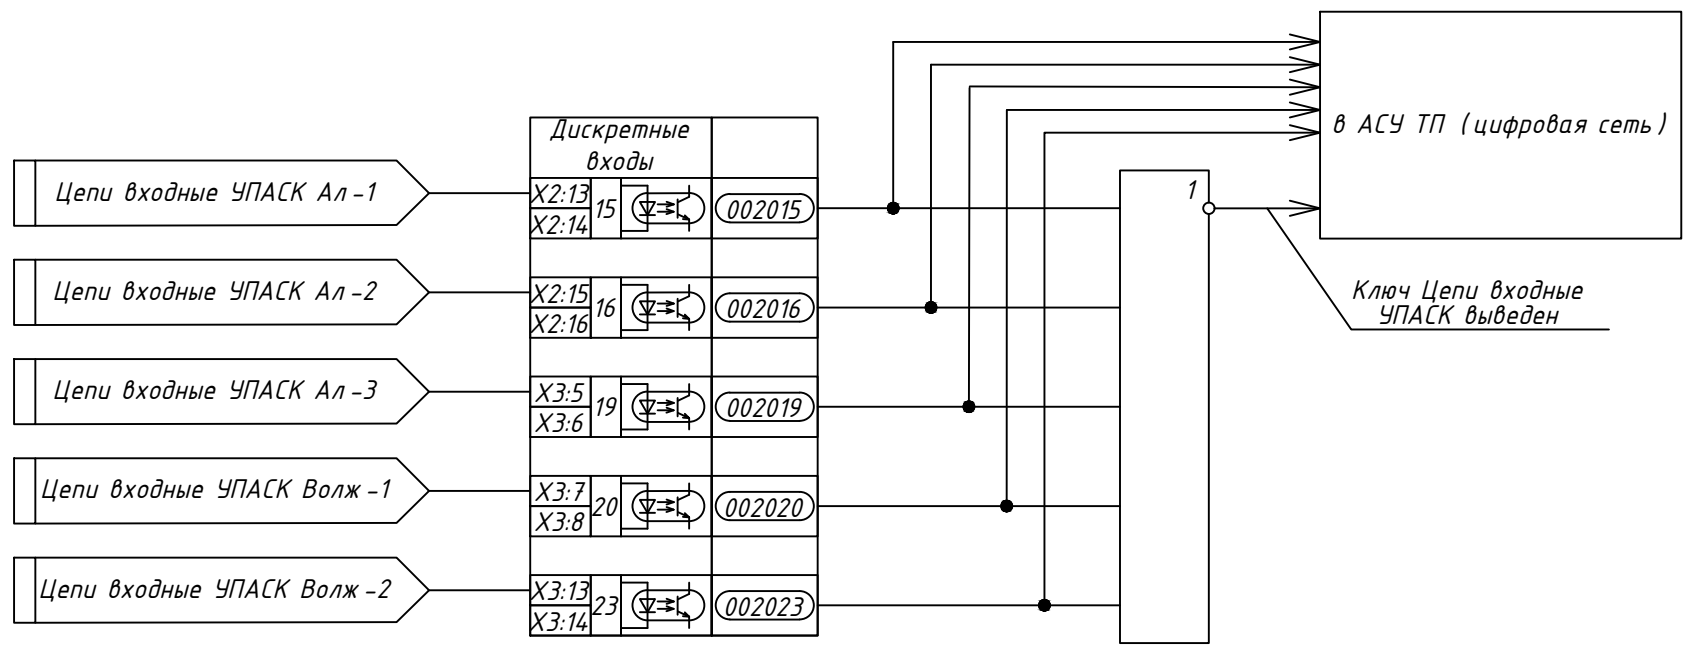 Дискретные
входы
в АСУ ТП (цифровая сеть)
Цепи входные УПАСК Ал-1
X2:13
X2:14
15
002015
1
Цепи входные УПАСК Ал-2
X2:15
X2:16
16
002016
Ключ Цепи входные
УПАСК выведен
Цепи входные УПАСК Ал-3
X3:5
X3:6
19
002019
Цепи входные УПАСК Волж-1
X3:7
X3:8
20
002020
Цепи входные УПАСК Волж-2
X3:13
X3:14
23
002023